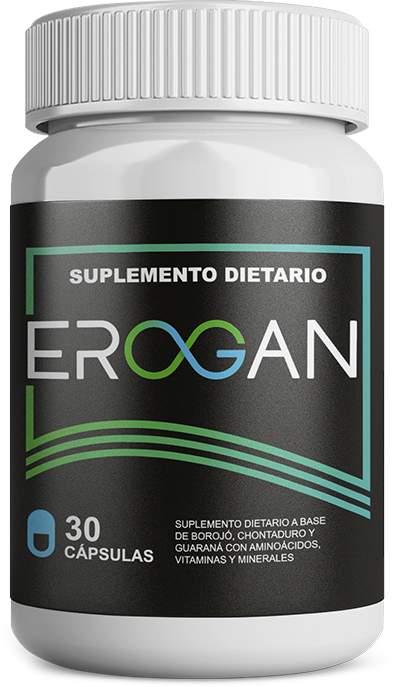 SUPLEMENTO DIETARIO
EROGAN
30
CÁPSULAS
SUPLEMENTO DIETARIO A BASE
DE BOROJÓ, CHONTADURO Y
GUARANÁ CON AMINOÁCIDOS,
VITAMINAS Y MINERALES